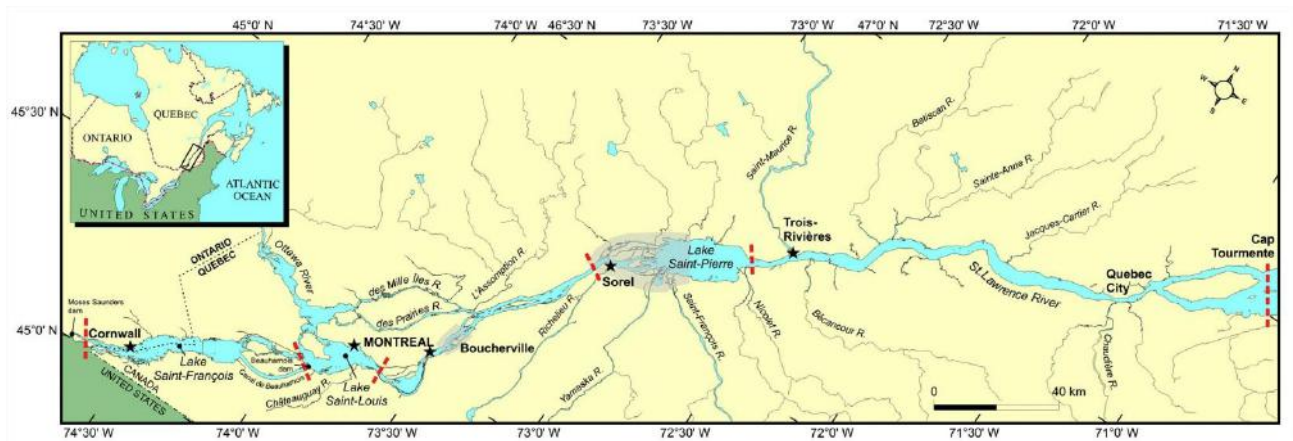 45°0' N
74°0' W
46°30' N
73°30' W
73°0' W
47°0' N
72°30' W
72°0' W
71°30' W
45°30' N
45°30' N
45°0' N
45°0' N
QUEBEC
ONTARIO
ATLANTIC
OCEAN
UNITED STATES
N
E
S
W
Batiscan R.
Saint-Maurice R.
Sainte-Anne R.
Jacques-Cartier R.
Trois-
Rivières
Cap
Tourmente
Lake
Saint-Pierre
ONTARIO
QUEBEC
Ottawa River
L'Assomption R.
des Mille Îles R.
des Prairies R.
Sorel
St.Lawrence River
Quebec
City
Moses Saunders
dam
Cornwall
MONTREAL
Boucherville
Richelieu R.
Saint-François R.
Nicolet R.
Bécancour R.
Chaudière R.
Lake
Saint-François
Beauharnois
dam
Canal de Beauharnois
Lake
Saint-Louis
Châteauguay R.
Yamaska R.
CANADA
UNITED STATES
0
40 km
74°30' W
74°0' W
73°30' W
73°0' W
72°30' W
72°0' W
71°30' W
71°0' W